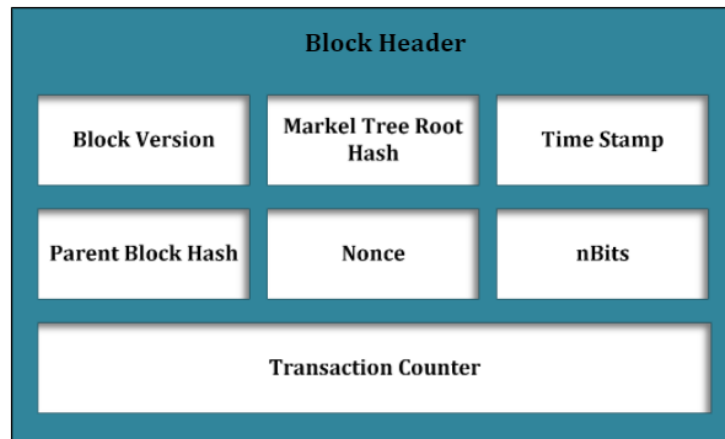 Block Header
Block Version
Markel Tree Root
Hash
Time Stamp
Parent Block Hash
Nonce
nBits
Transaction Counter